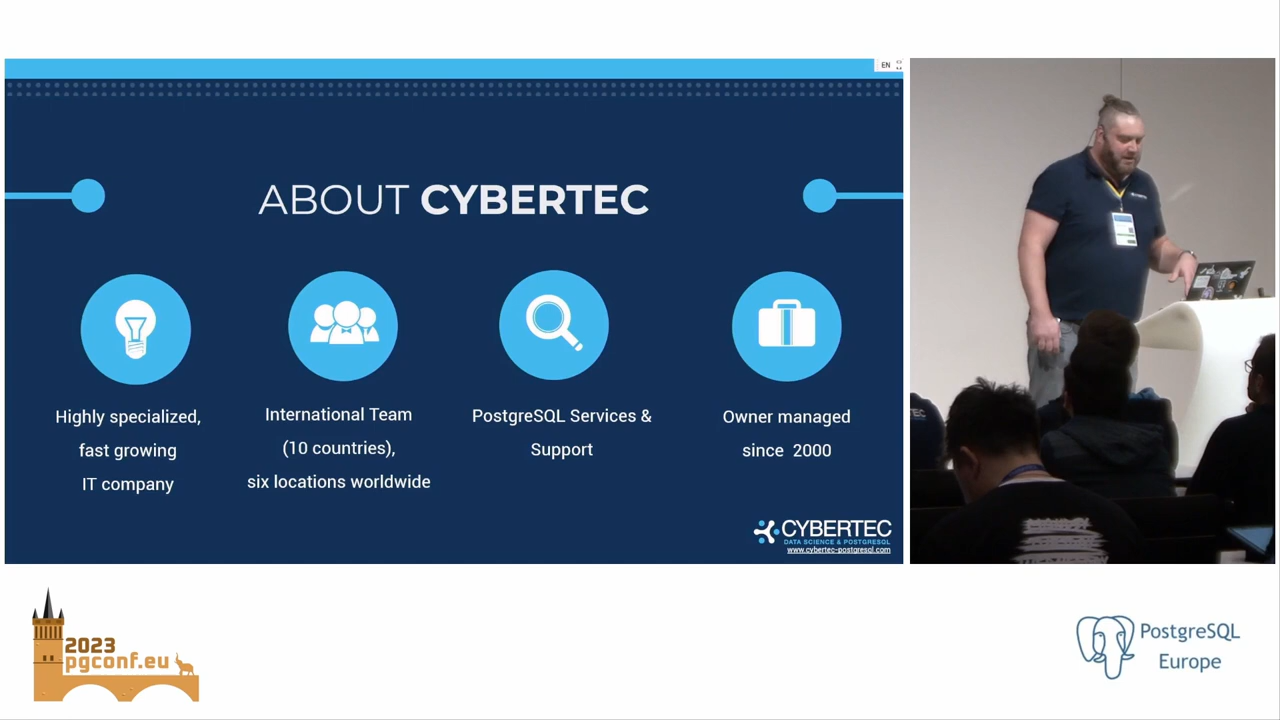 EN
ABOUT CYBERTEC
Highly specialized,
fast growing
IT company
International Team
(10 countries),
six locations worldwide
PostgreSQL Services &
Support
Owner managed
since 2000
CYBERTEC
DATA SCIENCE & POSTGRESQL
www.cybertec-postgresql.com
2023
pgconf.eu
PostgreSQL
Europe